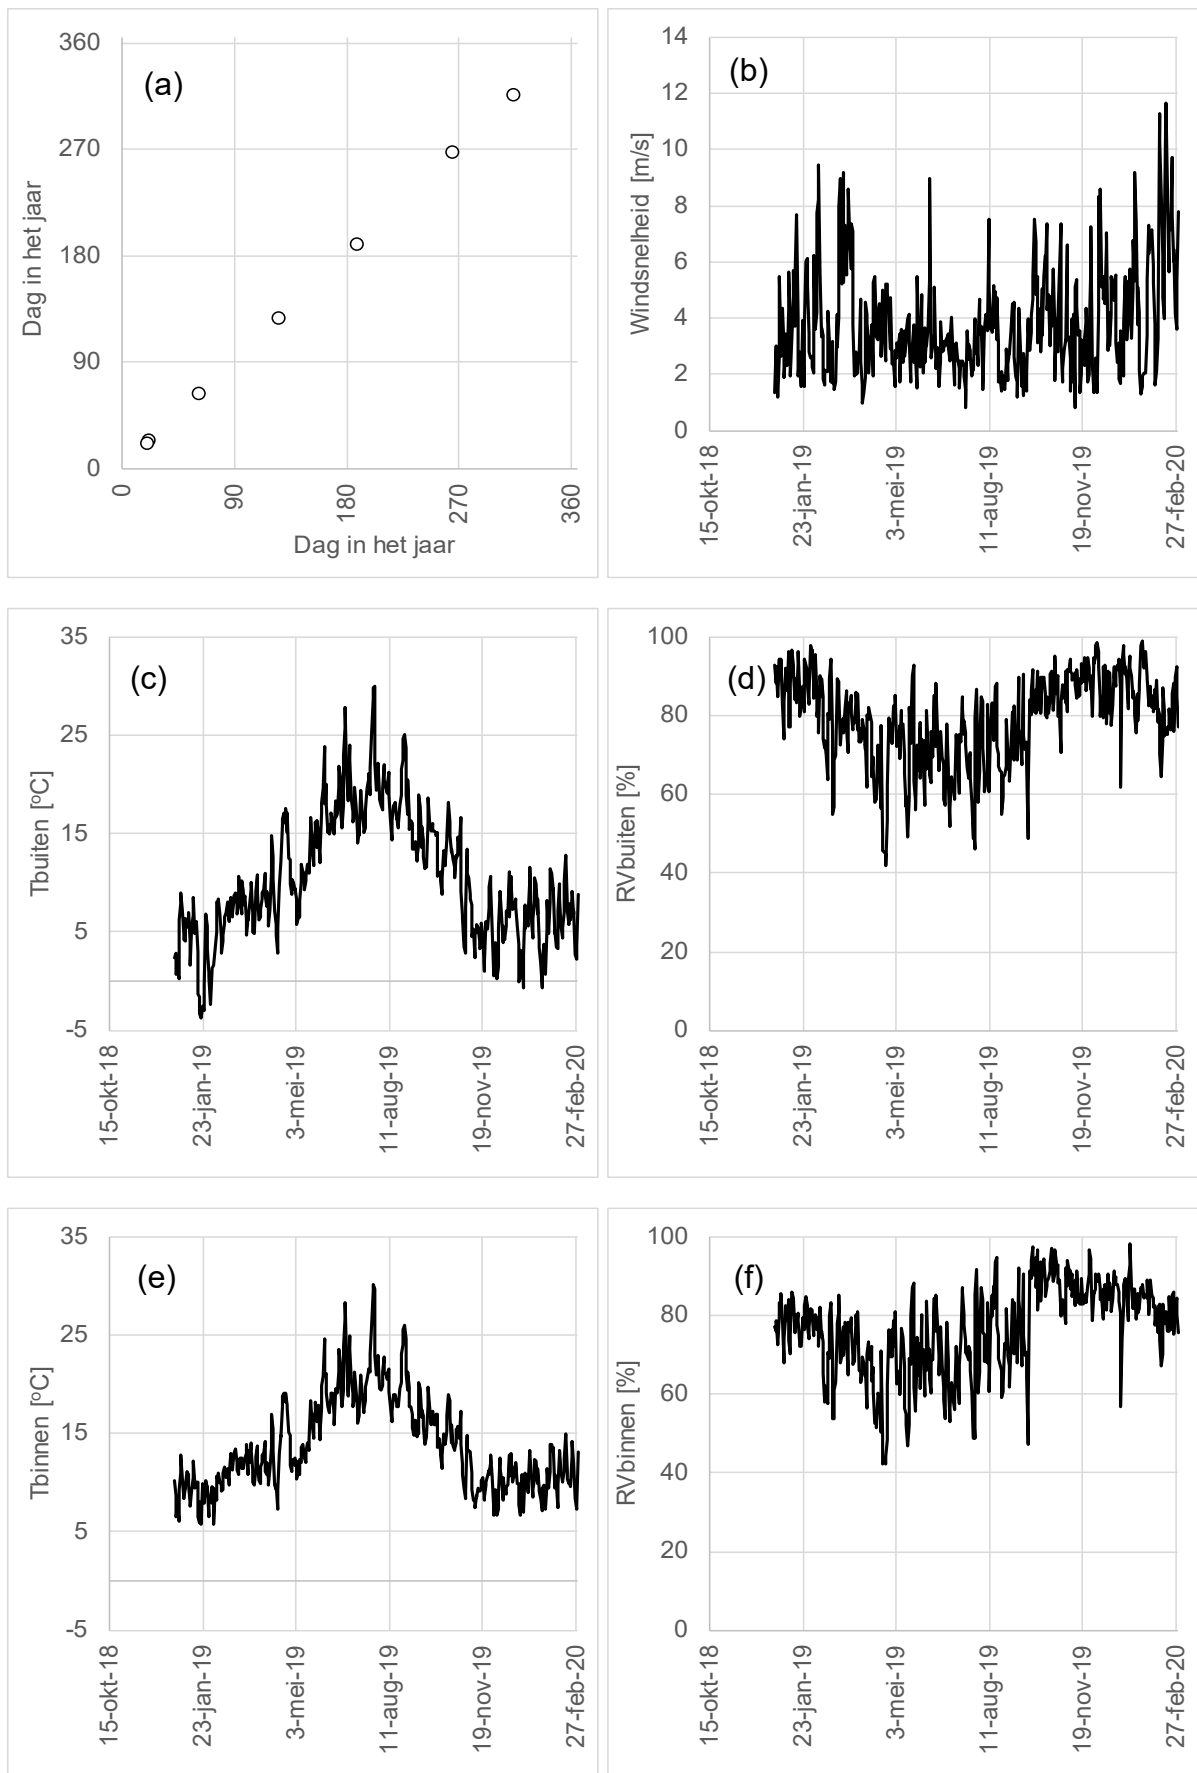 (a)
Dag in het jaar
360
270
180
90
0
0
90
180
270
360
Dag in het jaar
(b)
Windsnelheid [m/s]
14
12
10
8
6
4
2
0
15-okt-18
23-jan-19
3-mei-19
11-aug-19
19-nov-19
27-feb-20
(c)
Tbuiten [ºC]
35
25
15
5
-5
15-okt-18
23-jan-19
3-mei-19
11-aug-19
19-nov-19
27-feb-20
(d)
RVbuiten [%]
100
80
60
40
20
0
15-okt-18
23-jan-19
3-mei-19
11-aug-19
19-nov-19
27-feb-20
(e)
Tbinnen [ºC]
35
25
15
5
-5
15-okt-18
23-jan-19
3-mei-19
11-aug-19
19-nov-19
27-feb-20
(f)
RVbinnen [%]
100
80
60
40
20
0
15-okt-18
23-jan-19
3-mei-19
11-aug-19
19-nov-19
27-feb-20